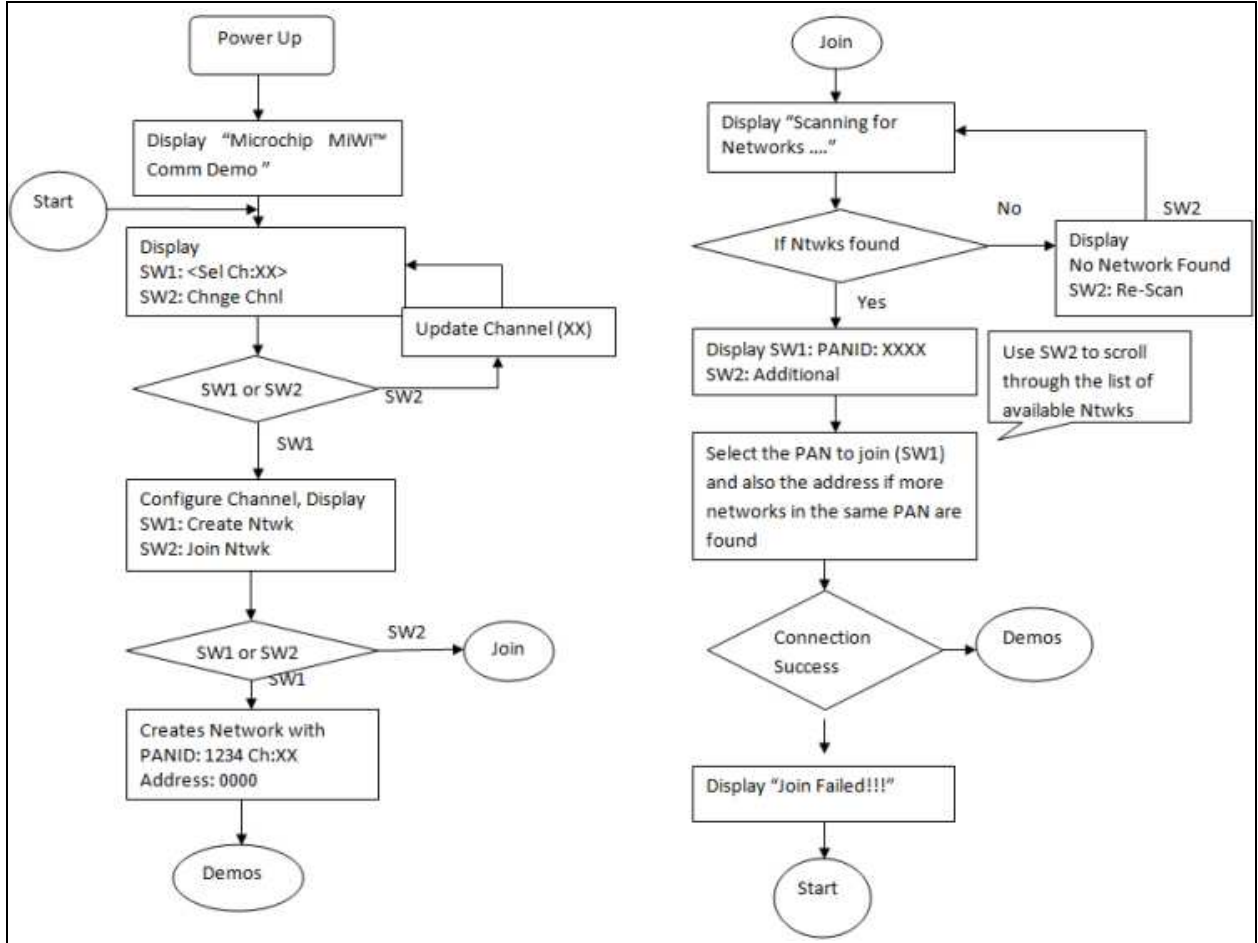 Power Up
Display “Microchip MiWi™
Comm Demo ”
Start
Display
SW1: <Sel Ch:XX>
SW2: Chnge Chnl
Update Channel (XX)
SW1 or SW2
SW2
SW1
Configure Channel, Display
SW1: Create Ntwk
SW2: Join Ntwk
SW1 or SW2
SW2
Join
SW1
Creates Network with
PANID: 1234 Ch:XX
Address: 0000
Demos
Join
Display “Scanning for
Networks ....”
If Ntwks found
No
SW2
Display
No Network Found
SW2: Re-Scan
Yes
Display SW1: PANID: XXXX
SW2: Additional
Use SW2 to scroll
through the list of
available Ntwks
Select the PAN to join (SW1)
and also the address if more
networks in the same PAN are
found
Connection
Success
Demos
Display “Join Failed!!!”
Start